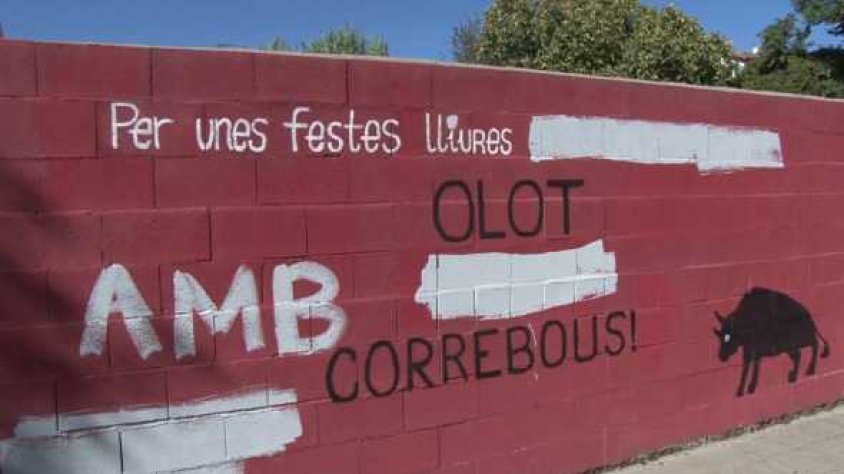 Per unes festes lliures
OLOT
AMB
CORREBOUS!